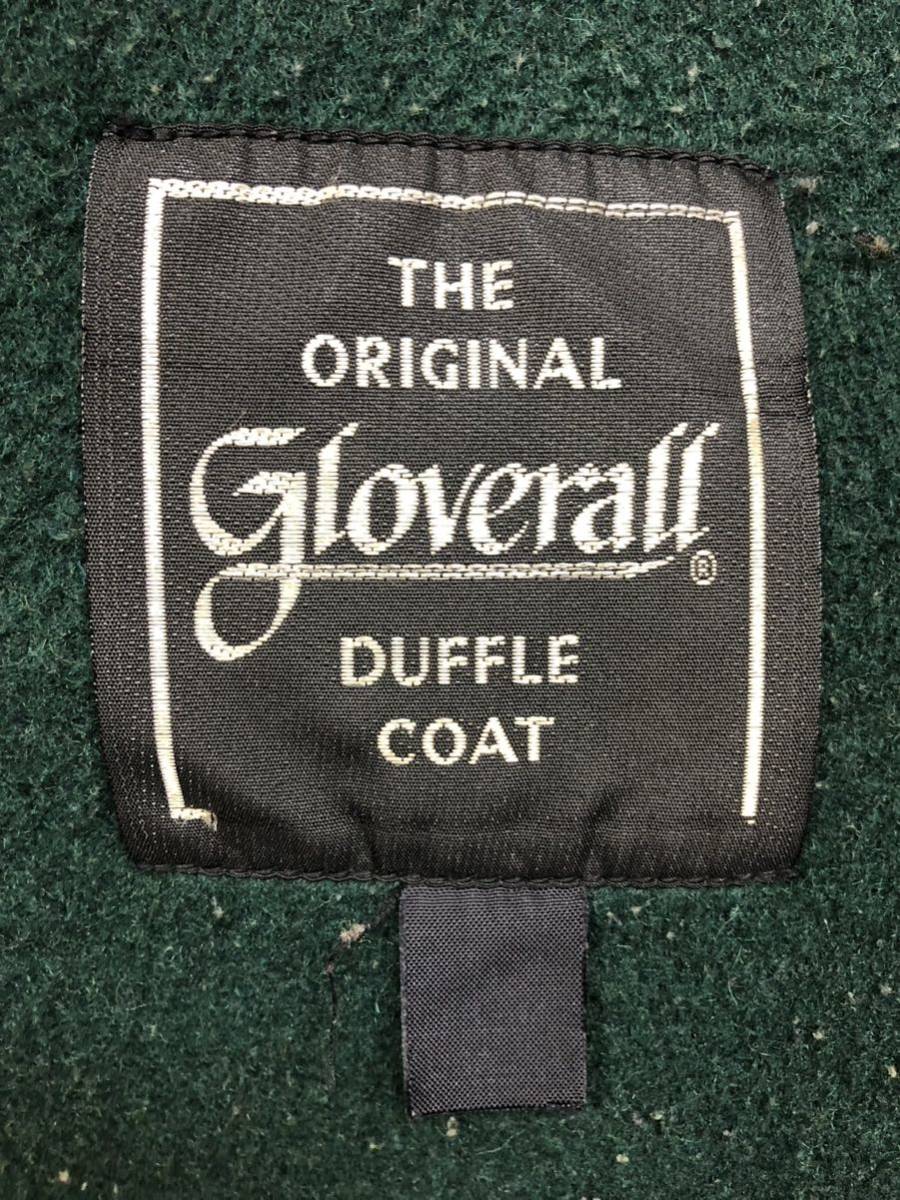 THE
ORIGINAL
Gloverall®
DUFFLE
COAT